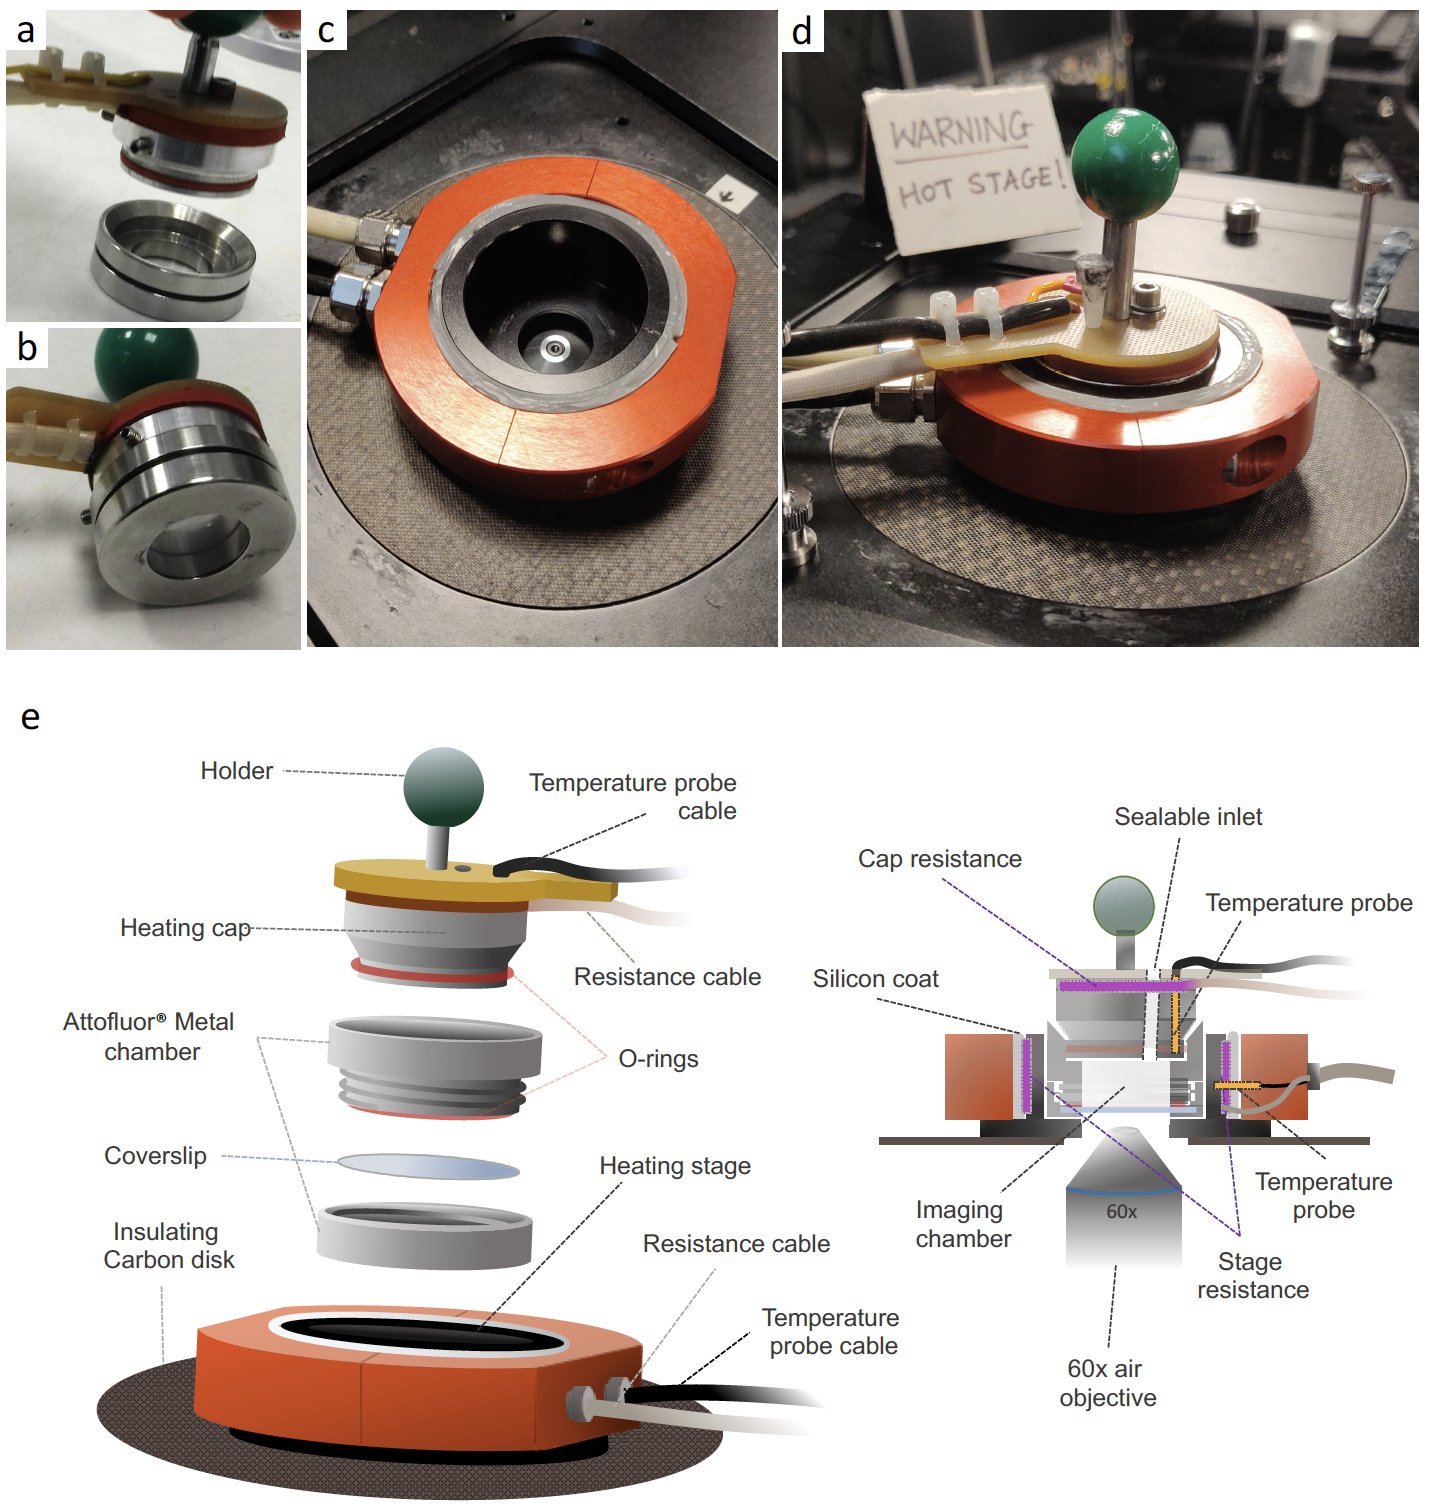 a
b
c
d
WARNING
HOT STAGE!
e
Holder
Temperature probe
cable
Heating cap
Resistance cable
Attofluor® Metal
chamber
O-rings
Coverslip
Heating stage
Insulating
Carbon disk
Resistance cable
Temperature
probe cable
Sealable inlet
Cap resistance
Temperature probe
Silicon coat
Imaging
chamber
60x
Temperature
probe
Stage
resistance
60x air
objective